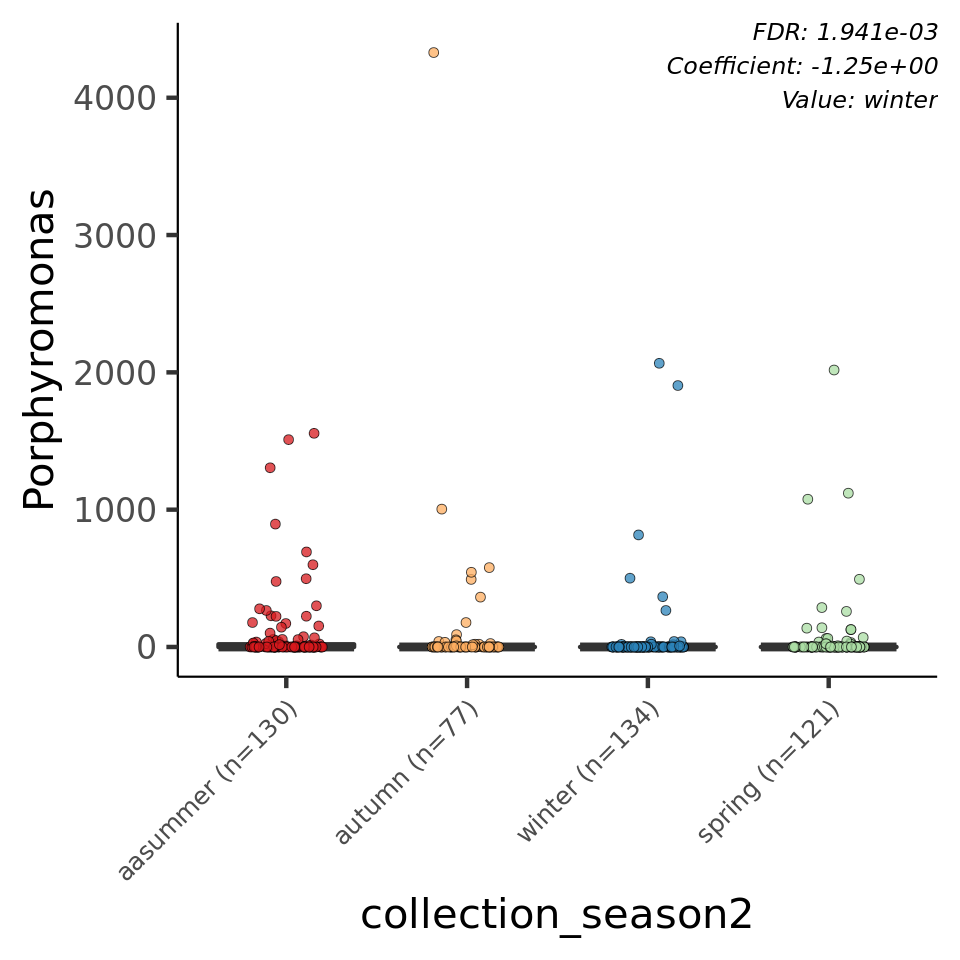 FDR: 1.941e-03
Coefficient: -1.25e+00
Value: winter
Porphyromonas
4000
3000
2000
1000
0
aasummer (n=130)
autumn (n=77)
winter (n=134)
spring (n=121)
collection_season2